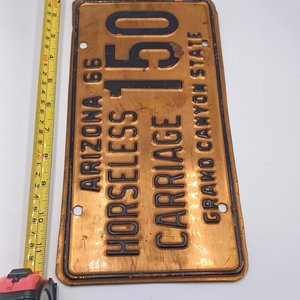 ARIZONA 66
HORSELESS
CARRIAGE 150
GRAND CANYON STATE